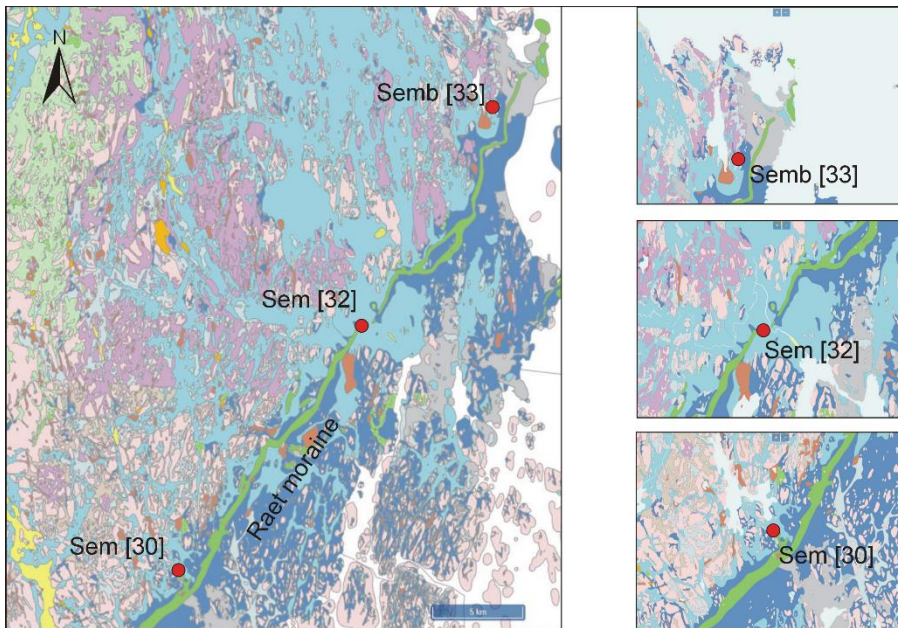 N
Semb [33]
Sem [32]
Raet moraine
Sem [30]
5 km
Semb [33]
Sem [32]
Sem [30]